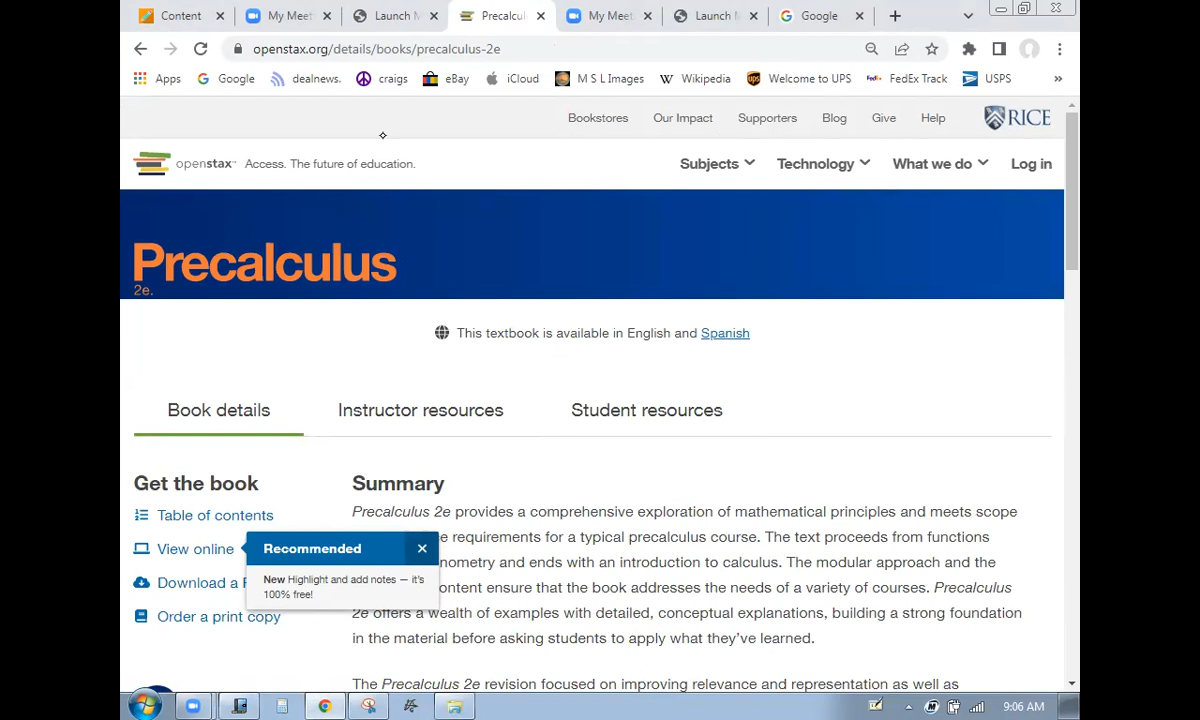 Content
My Meet
Launch M
Precalcul
My Meet
Launch M
Google
openstax.org/details/books/precalculus-2e
Apps
Google
dealnews.
craigs
eBay
iCloud
M S L Images
Wikipedia
Welcome to UPS
FedEx Track
USPS
»
Bookstores
Our Impact
Supporters
Blog
Give
Help
RICE
openstax™ Access. The future of education.
Subjects
Technology
What we do
Log in
Precalculus
2e.
This textbook is available in English and Spanish
Book details
Instructor resources
Student resources
Get the book
Table of contents
View online
Download a
Order a print copy
Recommended
New Highlight and add notes — it's
100% free!
Summary
Precalculus 2e provides a comprehensive exploration of mathematical principles and meets scope
requirements for a typical precalculus course. The text proceeds from functions
and ends with an introduction to calculus. The modular approach and the
ensure that the book addresses the needs of a variety of courses. Precalculus
2e offers a wealth of examples with detailed, conceptual explanations, building a strong foundation
in the material before asking students to apply what they've learned.
The Precalculus 2e revision focused on improving relevance and representation as well as
9:06 AM